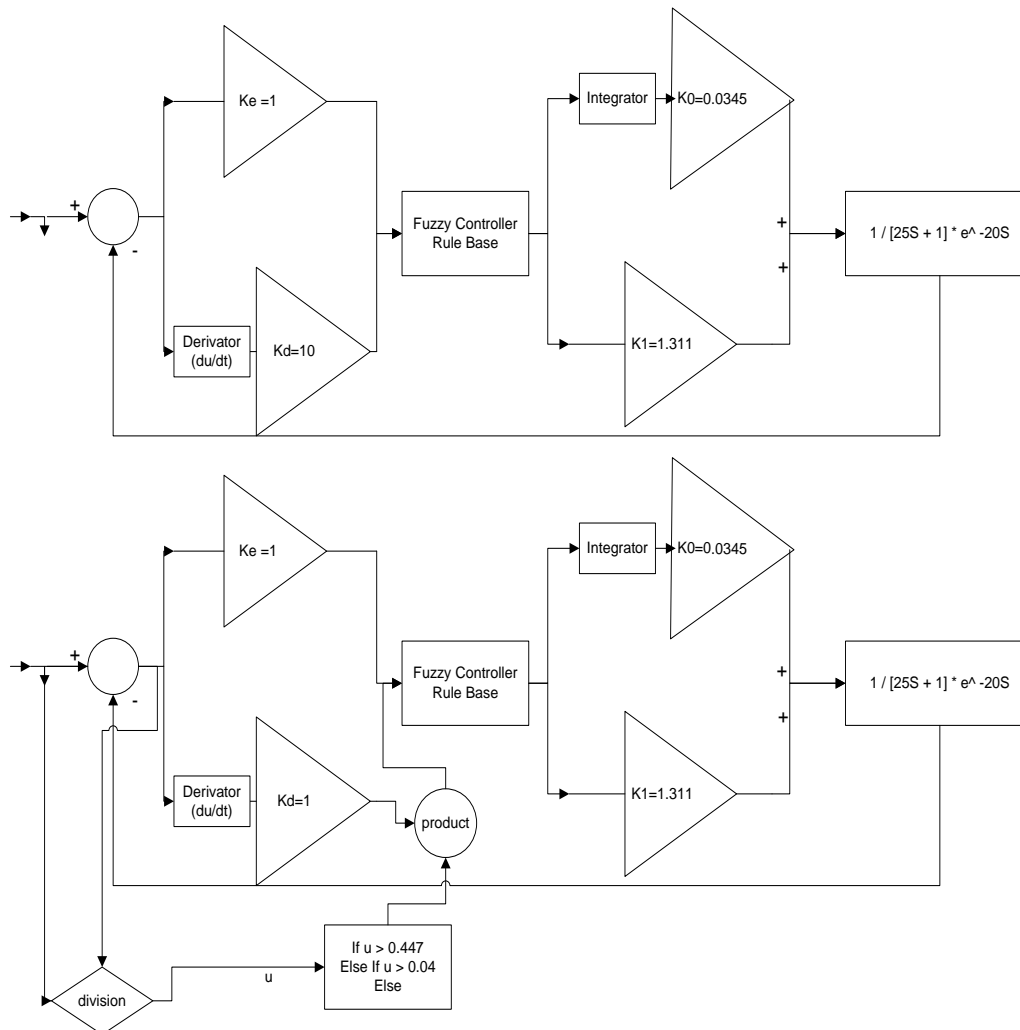 Ke =1
Integrator
K0=0.0345
+
-
Fuzzy Controller
Rule Base
+
+
1 / [25S + 1] * e^ -20S
Derivator
(du/dt)
Kd=10
K1=1.311
Ke =1
Integrator
K0=0.0345
+
-
Fuzzy Controller
Rule Base
+
+
1 / [25S + 1] * e^ -20S
Derivator
(du/dt)
Kd=1
product
K1=1.311
If u > 0.447
Else If u > 0.04
Else
u
division